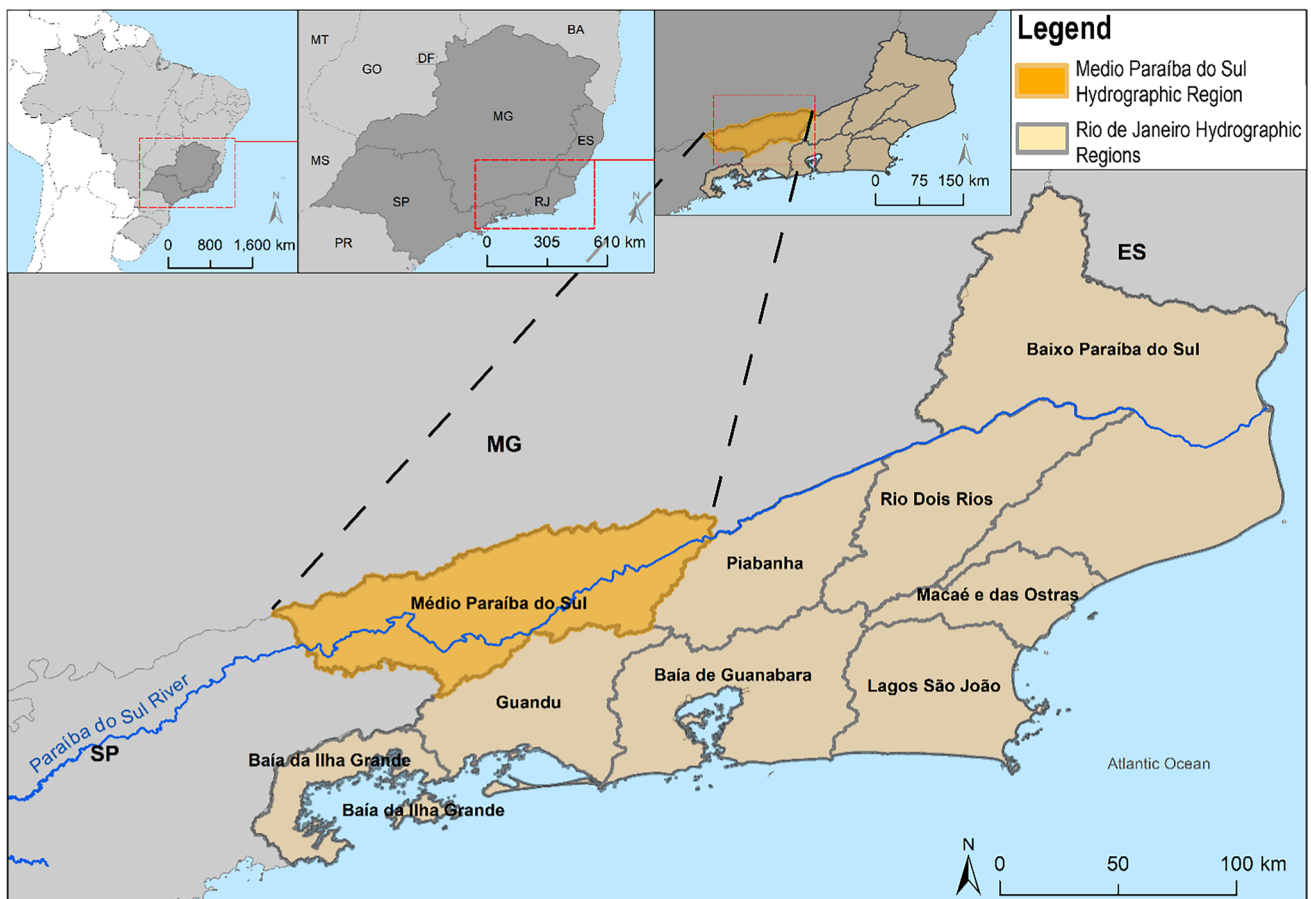 MT
GO
DF
BA
MG
ES
MS
SP
RJ
PR
N
0 800 1,600 km
N
0 305 610 km
N
0 75 150 km
Legend
Medio Paraíba do Sul
Hydrographic Region
Rio de Janeiro Hydrographic
Regions
ES
Baixo Paraíba do Sul
MG
Rio Dois Rios
Piabanha
Médio Paraíba do Sul
Macaé e das Ostras
Baía de Guanabara
Lagos São João
Guandu
Paraíba do Sul River
SP
Baía da Ilha Grande
Baía da Ilha Grande
Atlantic Ocean
N
0 50 100 km